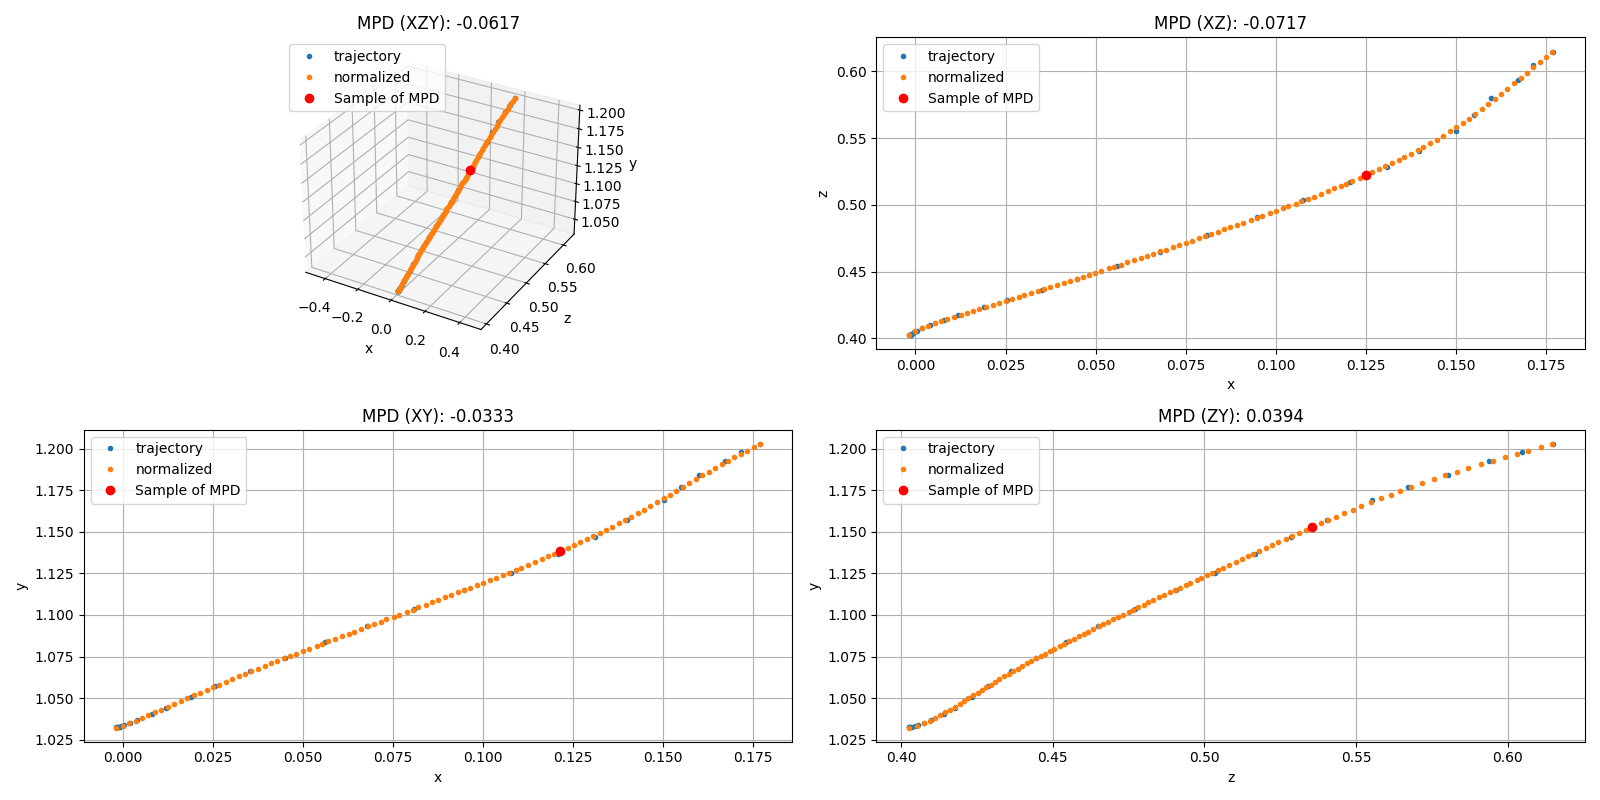 MPD (XZY): -0.0617
trajectory
normalized
Sample of MPD
1.200
1.175
1.150
1.125
1.100
1.075
1.050
y
0.60
0.55
0.50
0.45
0.40
z
−0.4
−0.2
0.0
0.2
0.4
x
MPD (XZ): -0.0717
trajectory
normalized
Sample of MPD
0.60
0.55
0.50
0.45
0.40
z
0.000 0.025 0.050 0.075 0.100 0.125 0.150 0.175
x
MPD (XY): -0.0333
trajectory
normalized
Sample of MPD
1.200
1.175
1.150
1.125
1.100
1.075
1.050
1.025
y
0.000 0.025 0.050 0.075 0.100 0.125 0.150 0.175
x
MPD (ZY): 0.0394
trajectory
normalized
Sample of MPD
1.200
1.175
1.150
1.125
1.100
1.075
1.050
1.025
y
0.40 0.45 0.50 0.55 0.60
z